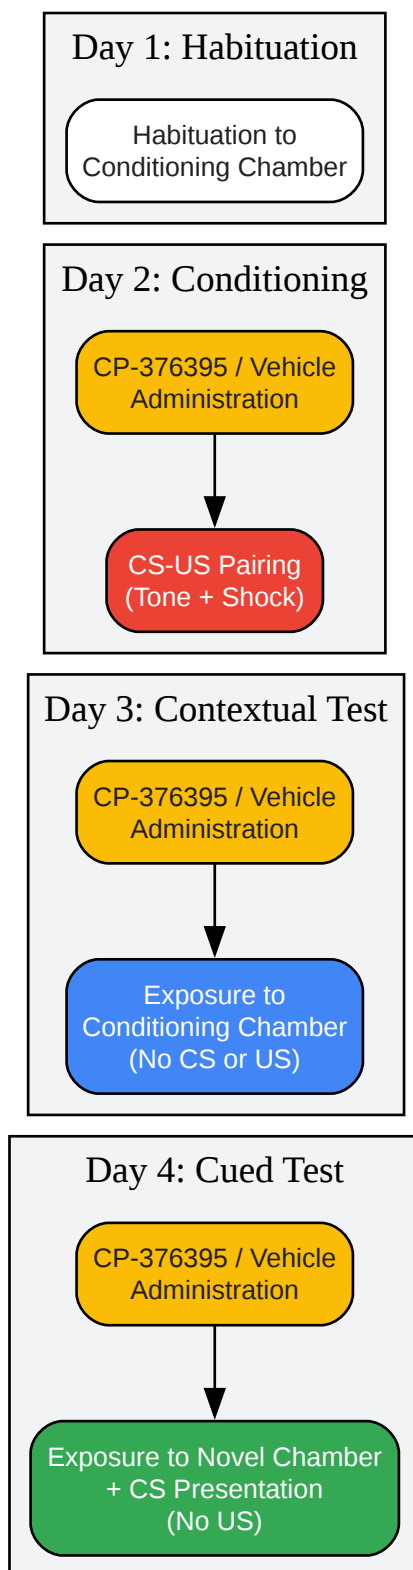 Day 1: Habituation
Habituation to
Conditioning Chamber
Day 2: Conditioning
CP-376395 / Vehicle
Administration
CS-US Pairing
(Tone + Shock)
Day 3: Contextual Test
CP-376395 / Vehicle
Administration
Exposure to
Conditioning Chamber
(No CS or US)
Day 4: Cued Test
CP-376395 / Vehicle
Administration
Exposure to Novel Chamber
+ CS Presentation
(No US)